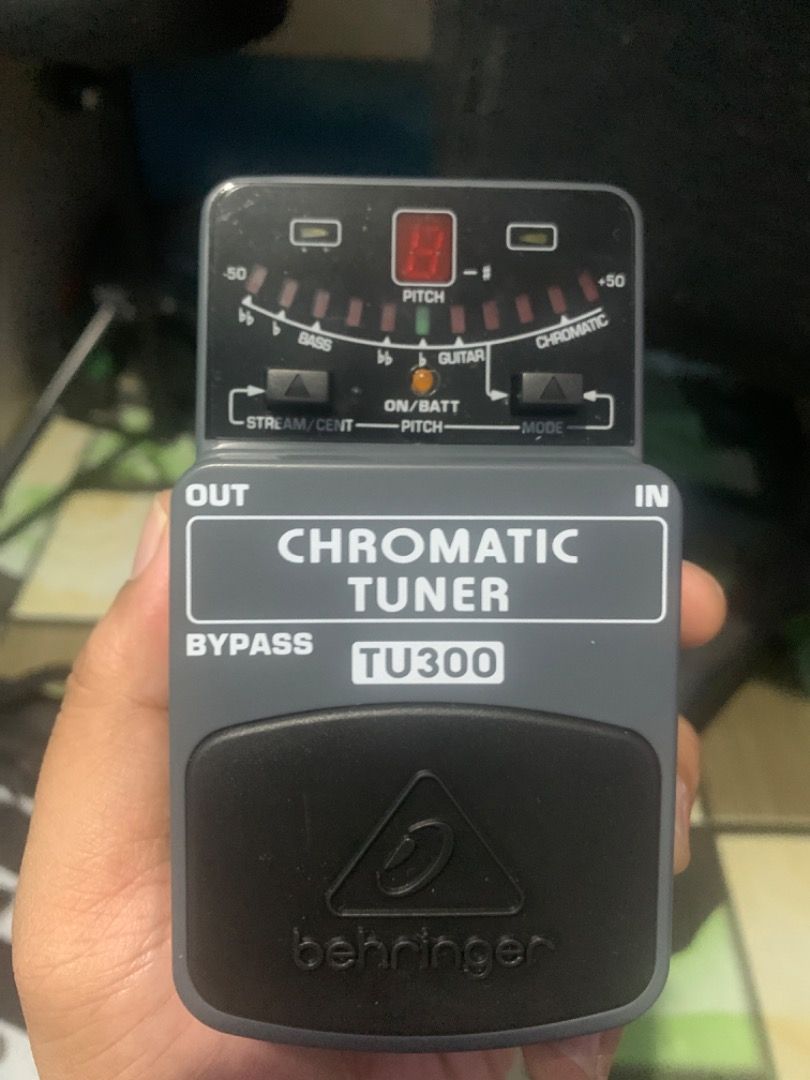 -50
+50
PITCH
♭♭
♭
BASS
♭♭
♭
GUITAR
CHROMATIC
-♯
ON/BATT
STREAM/CENT
PITCH
MODE
OUT
IN
CHROMATIC
TUNER
BYPASS
TU300
behringer